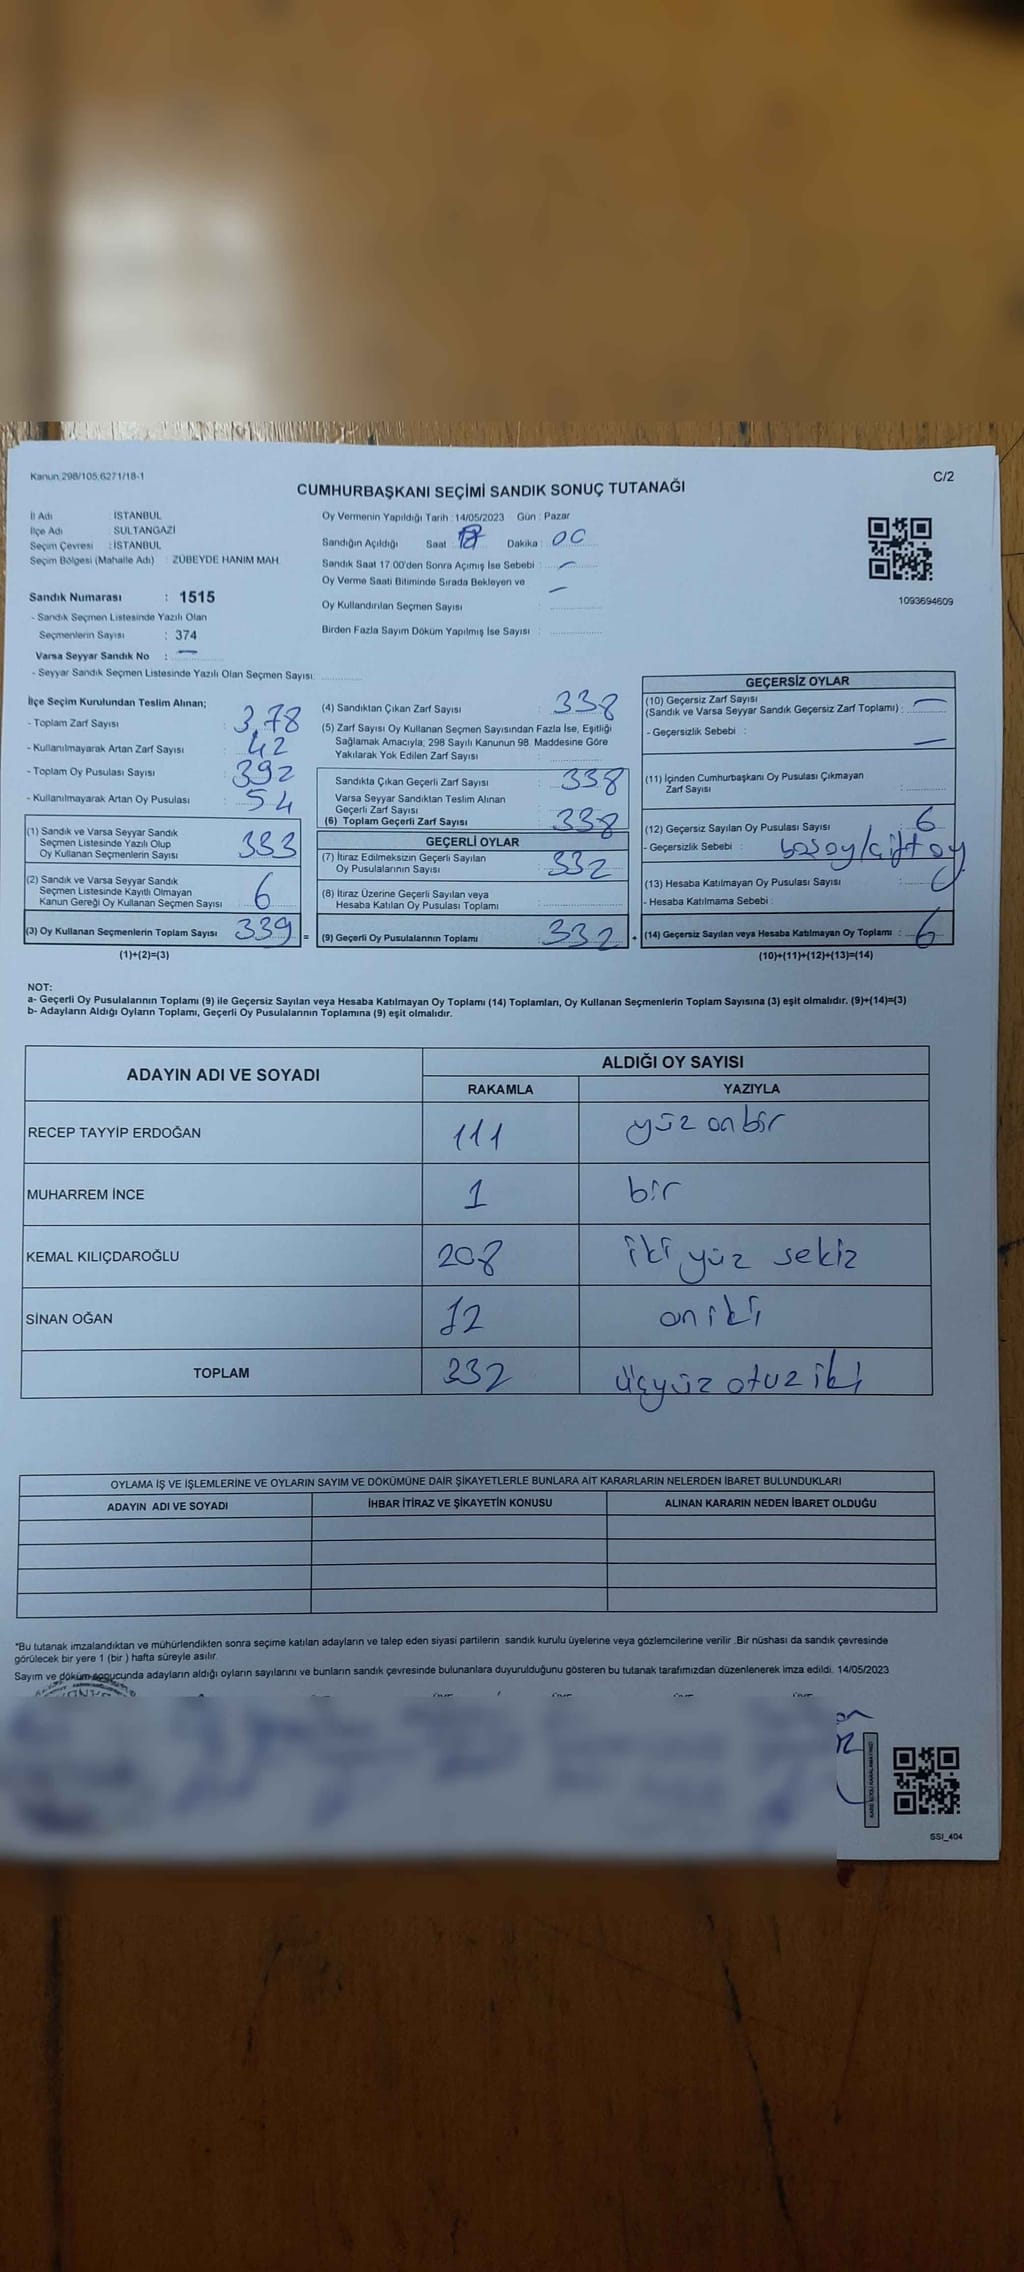 Kanun:298/105,6271/18-1
C/2
CUMHURBAŞKANI SEÇİMİ SANDIK SONUÇ TUTANAĞI
İl Adı : İSTANBUL
İlçe Adı : SULTANGAZİ
Seçim Çevresi : İSTANBUL
Seçim Bölgesi (Mahalle Adı) : ZÜBEYDE HANIM MAH.
Sandık Numarası : 1515
- Sandık Seçmen Listesinde Yazılı Olan
Seçmenlerin Sayısı : 374
Varsa Seyyar Sandık No : —
- Seyyar Sandık Seçmen Listesinde Yazılı Olan Seçmen Sayısı:
Oy Vermenin Yapıldığı Tarih : 14/05/2023 Gün : Pazar
Sandığın Açıldığı Saat : 17 Dakika : 00
Sandık Saat 17.00'den Sonra Açımış İse Sebebi : —
Oy Verme Saati Bitiminde Sırada Bekleyen ve —
Oy Kullandırılan Seçmen Sayısı :
Birden Fazla Sayım Döküm Yapılmış İse Sayısı :
1093694609
İlçe Seçim Kurulundan Teslim Alınan;
- Toplam Zarf Sayısı : 378
- Kullanılmayarak Artan Zarf Sayısı : 42
- Toplam Oy Pusulası Sayısı : 392
- Kullanılmayarak Artan Oy Pusulası : 54
(1) Sandık ve Varsa Seyyar Sandık
Seçmen Listesinde Yazılı Olup
Oy Kullanan Seçmenlerin Sayısı 333
(2) Sandık ve Varsa Seyyar Sandık
Seçmen Listesinde Kayıtlı Olmayan
Kanun Gereği Oy Kullanan Seçmen Sayısı : 6
(3) Oy Kullanan Seçmenlerin Toplam Sayısı 339 =
(1)+(2)=(3)
(4) Sandıktan Çıkan Zarf Sayısı : 338
(5) Zarf Sayısı Oy Kullanan Seçmen Sayısından Fazla İse, Eşitliği
Sağlamak Amacıyla, 298 Sayılı Kanunun 98. Maddesine Göre
Yakılarak Yok Edilen Zarf Sayısı :
Sandıkta Çıkan Geçerli Zarf Sayısı : 338
Varsa Seyyar Sandıktan Teslim Alınan
Geçerli Zarf Sayısı :
(6) Toplam Geçerli Zarf Sayısı : 338
GEÇERLİ OYLAR
(7) İtiraz Edilmeksizin Geçerli Sayılan
Oy Pusulasının Sayısı : 332
(8) İtiraz Üzerine Geçerli Sayılan veya
Hesaba Katılan Oy Pusulası Toplamı :
(9) Geçerli Oy Pusulalarının Toplamı : 332 +
GEÇERSİZ OYLAR
(10) Geçersiz Zarf Sayısı
(Sandık ve Varsa Seyyar Sandık Geçersiz Zarf Toplamı) : —
- Geçersizlik Sebebi : —
(11) İçinden Cumhurbaşkanı Oy Pusulası Çıkmayan
Zarf Sayısı :
(12) Geçersiz Sayılan Oy Pusulası Sayısı : 6
- Geçersizlik Sebebi : boş oy/çift oy
(13) Hesaba Katılmayan Oy Pusulası Sayısı :
- Hesaba Katılmama Sebebi :
(14) Geçersiz Sayılan veya Hesaba Katılmayan Oy Toplamı : 6
(10)+(11)+(12)+(13)=(14)
NOT:
a- Geçerli Oy Pusulalarının Toplamı (9) ile Geçersiz Sayılan veya Hesaba Katılmayan Oy Toplamı (14) Toplamları, Oy Kullanan Seçmenlerin Toplam Sayısına (3) eşit olmalıdır. (9)+(14)=(3)
b- Adayların Aldığı Oyların Toplamı, Geçerli Oy Pusulalarının Toplamına (9) eşit olmalıdır.
ADAYIN ADI VE SOYADI
ALDIĞI OY SAYISI
RAKAMLA YAZIYLA
RECEP TAYYİP ERDOĞAN 111 yüz on bir
MUHARREM İNCE 1 bir
KEMAL KILIÇDAROĞLU 208 iki yüz sekiz
SİNAN OĞAN 12 on iki
TOPLAM 332 üçyüz otuz iki
OYLAMA İŞ VE İŞLEMLERİNE VE OYLARIN SAYIM VE DÖKÜMÜNE DAİR ŞİKAYETLERLE BUNLARA AİT KARARLARIN NELERDEN İBARET BULUNDUKLARI
ADAYIN ADI VE SOYADI İHBAR İTİRAZ VE ŞİKAYETİN KONUSU ALINAN KARARIN NEDEN İBARET OLDUĞU
*Bu tutanak imzalandıktan ve mühürlendikten sonra seçime katılan adayların ve talep eden siyasi partilerin sandık kurulu üyelerine veya gözlemcilerine verilir .Bir nüshası da sandık çevresinde
görülecek bir yere 1 (bir ) hafta süreyle asılır.
Sayım ve döküm sonucunda adayların aldığı oyların sayılarını ve bunların sandık çevresinde bulunanlara duyurulduğunu gösteren bu tutanak tarafımızdan düzenlenerek imza edildi. 14/05/2023
SSI_404